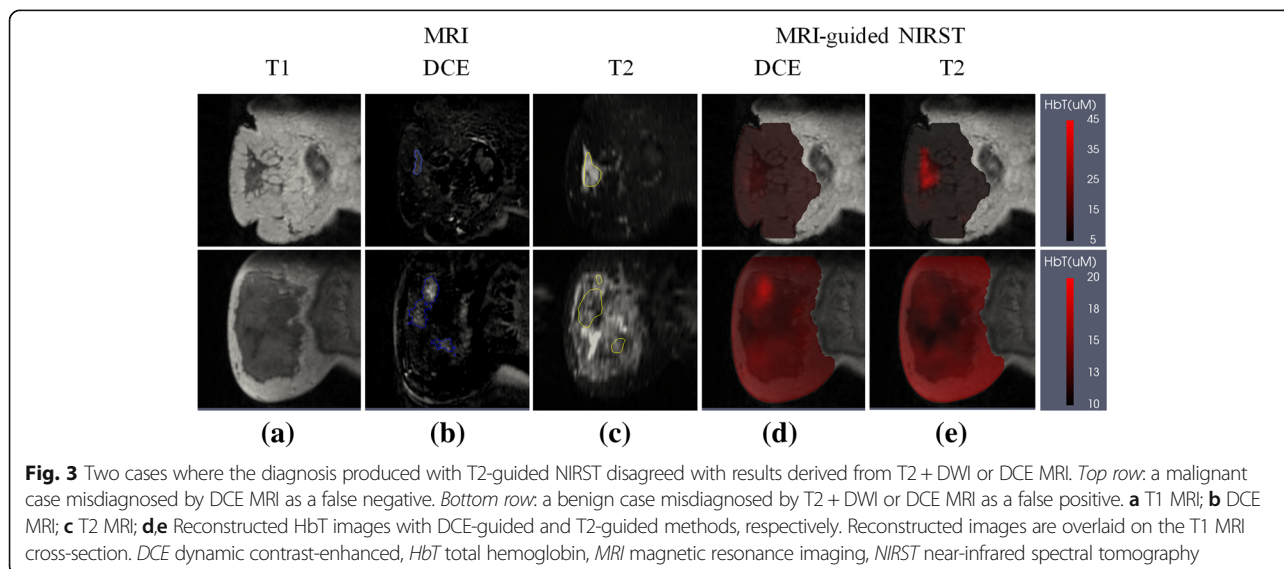 MRI MRI-guided NIRST
T1 DCE T2 DCE T2
HbT(uM)
45
35
25
15
5
HbT(uM)
20
18
15
13
10
(a) (b) (c) (d) (e)
Fig. 3 Two cases where the diagnosis produced with T2-guided NIRST disagreed with results derived from T2 + DWI or DCE MRI. Top row: a malignant
case misdiagnosed by DCE MRI as a false negative. Bottom row: a benign case misdiagnosed by T2 + DWI or DCE MRI as a false positive. a T1 MRI; b DCE
MRI; c T2 MRI; d,e Reconstructed HbT images with DCE-guided and T2-guided methods, respectively. Reconstructed images are overlaid on the T1 MRI
cross-section. DCE dynamic contrast-enhanced, HbT total hemoglobin, MRI magnetic resonance imaging, NIRST near-infrared spectral tomography